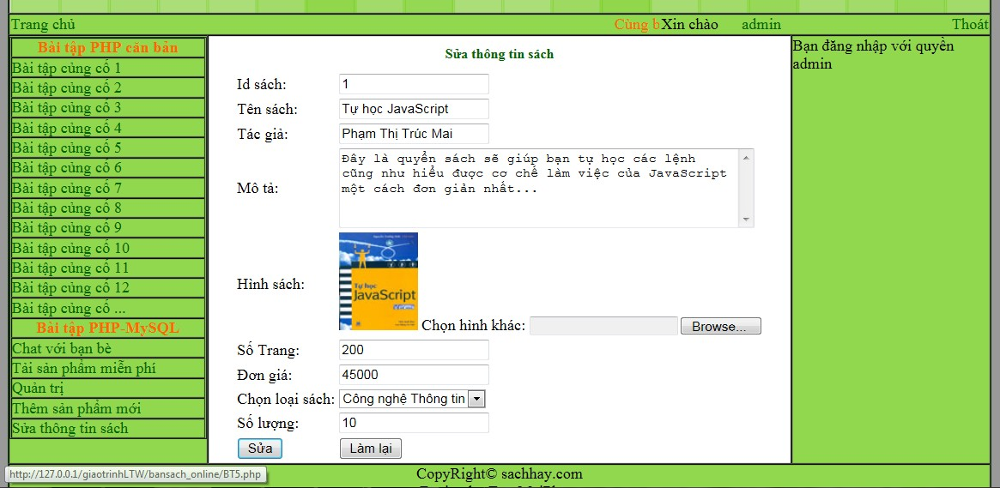 Trang chủ Cùng bXin chào admin Thoát
Bài tập PHP căn bản
Bài tập củng cố 1
Bài tập củng cố 2
Bài tập củng cố 3
Bài tập củng cố 4
Bài tập củng cố 5
Bài tập củng cố 6
Bài tập củng cố 7
Bài tập củng cố 8
Bài tập củng cố 9
Bài tập củng cố 10
Bài tập củng cố 11
Bài tập củng cố 12
Bài tập củng cố ...
Bài tập PHP-MySQL
Chat với bạn bè
Tải sản phẩm miễn phí
Quản trị
Thêm sản phẩm mới
Sửa thông tin sách
Sửa thông tin sách
Id sách: 1
Tên sách: Tự học JavaScript
Tác giả: Phạm Thị Trúc Mai
Mô tả:
Đây là quyển sách sẽ giúp bạn tự học các lệnh
cũng như hiểu được cơ chế làm việc của JavaScript
một cách đơn giản nhất...
Hình sách:
Tự học
JavaScript
Chọn hình khác: Browse...
Số Trang: 200
Đơn giá: 45000
Chọn loại sách: Công nghệ Thông tin
Số lượng: 10
Sửa Làm lại
Bạn đăng nhập với quyền
admin
http://127.0.0.1/giaotrinhLTW/bansach_online/BT5.php
CopyRight© sachhay.com